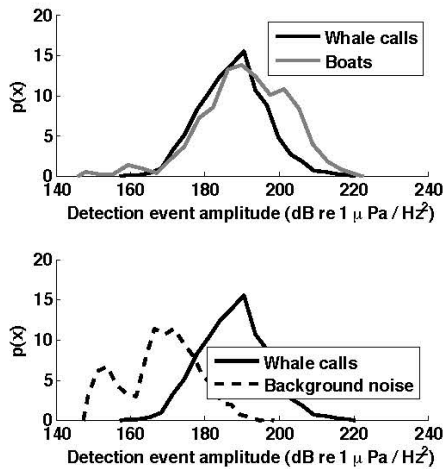 20
15
10
5
0
p(x)
Whale calls
Boats
140 160 180 200 220 240
Detection event amplitude (dB re 1 μ Pa / Hz²)
20
15
10
5
0
p(x)
Whale calls
Background noise
140 160 180 200 220 240
Detection event amplitude (dB re 1 μ Pa / Hz²)